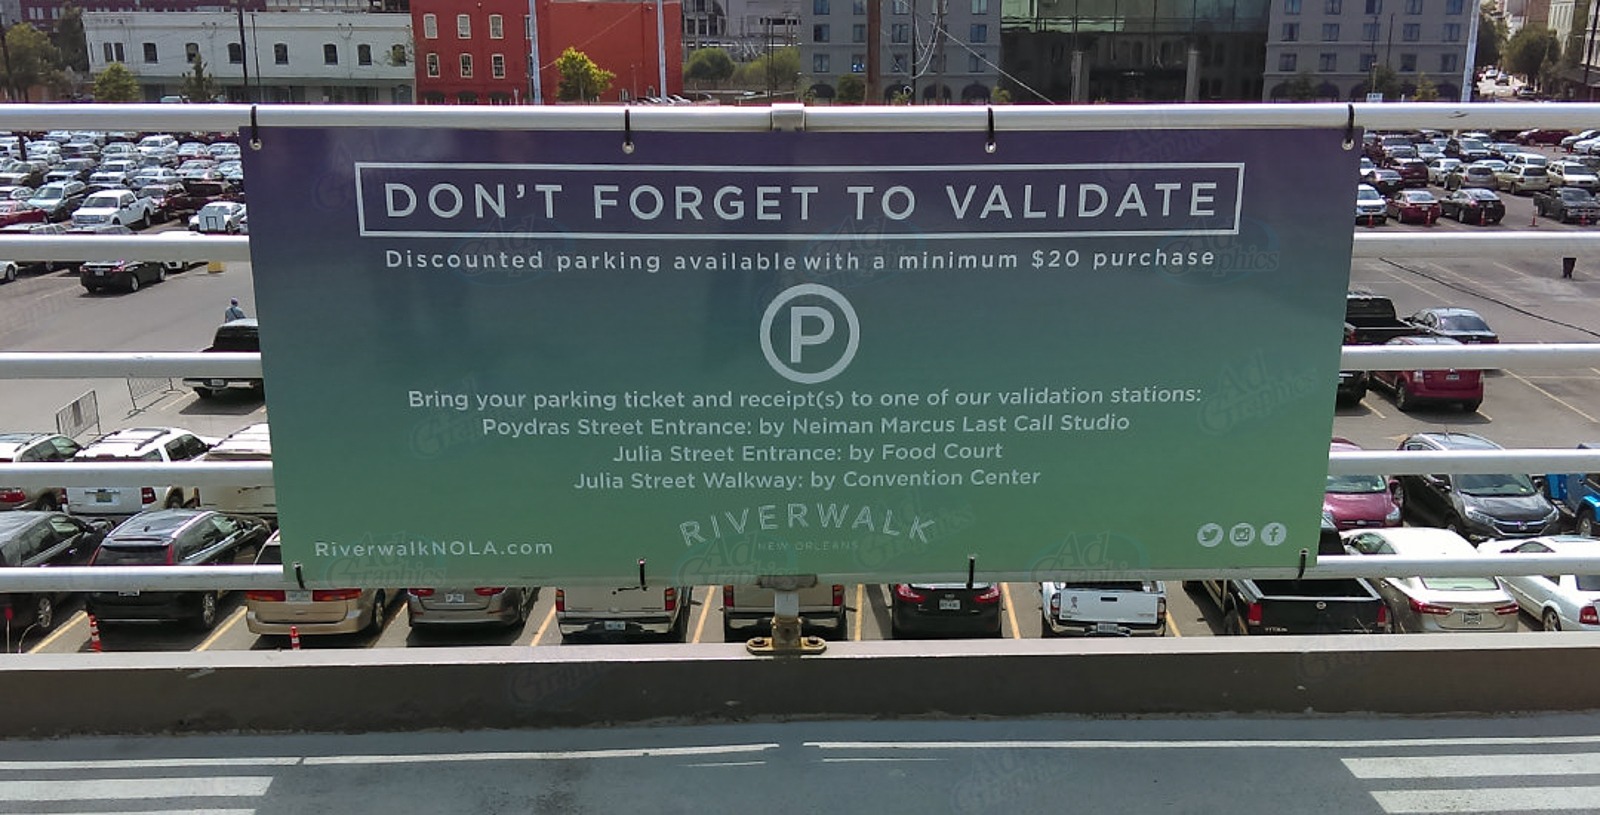 DON'T FORGET TO VALIDATE
Discounted parking available with a minimum $20 purchase
P
Bring your parking ticket and receipt(s) to one of our validation stations:
Poydras Street Entrance: by Neiman Marcus Last Call Studio
Julia Street Entrance: by Food Court
Julia Street Walkway: by Convention Center
RIVERWALK
NEW ORLEANS
RiverwalkNOLA.com
Ad Graphics